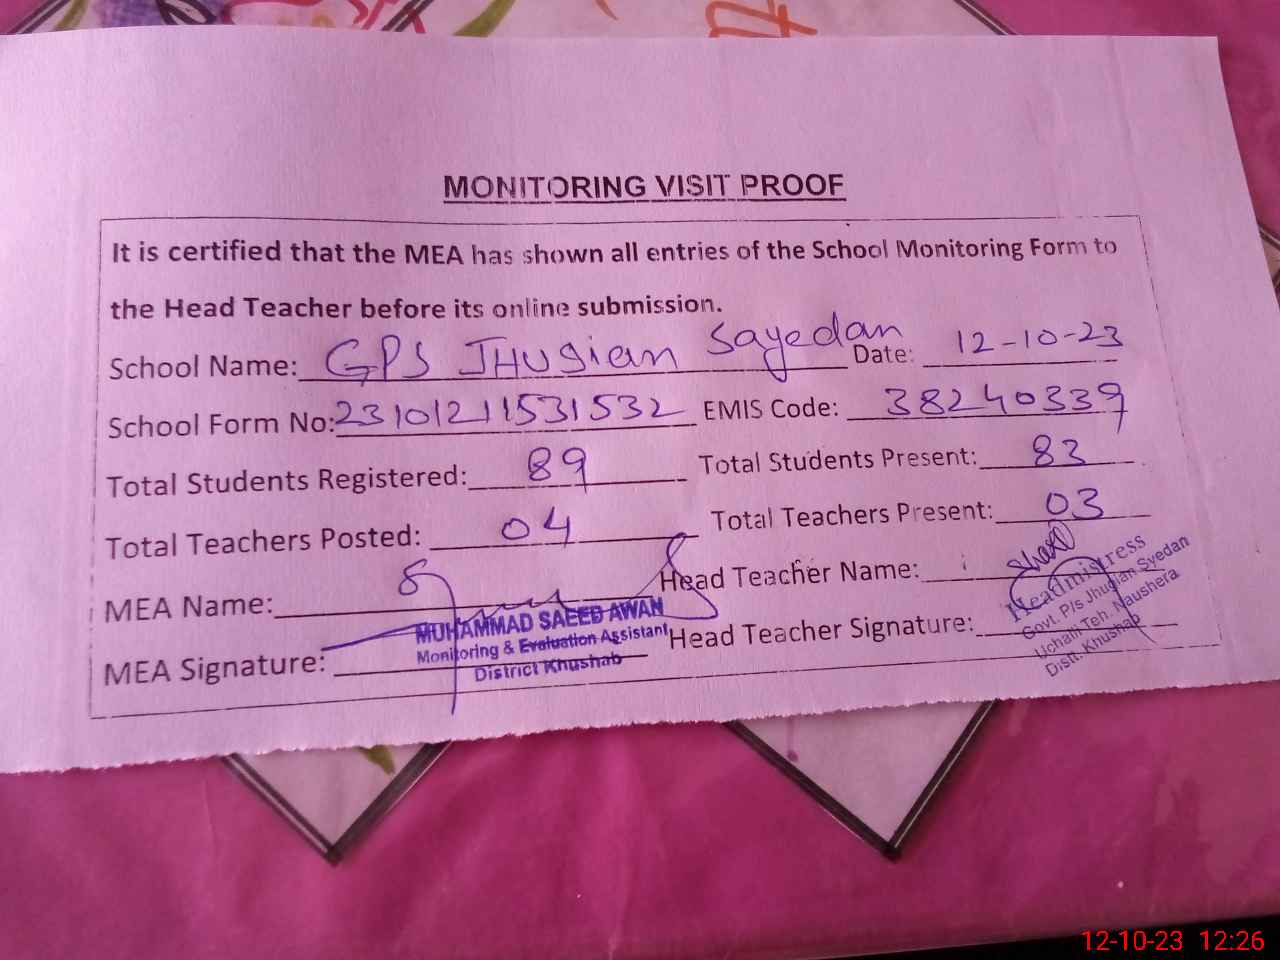 MONITORING VISIT PROOF
It is certified that the MEA has shown all entries of the School Monitoring Form to
the Head Teacher before its online submission.
School Name: GPS JHUgian Sayedan Date: 12-10-23
School Form No: 23101211531532 EMIS Code: 38240339
Total Students Registered: 89 Total Students Present: 83
Total Teachers Posted: 04 Total Teachers Present: 03
MEA Name: Head Teacher Name:
MEA Signature: Head Teacher Signature:
MUHAMMAD SAEED AWAN
Monitoring & Evaluation Assistant
District Khushab
Headmistress
Govt. P/s Jhugian Syedan
Uchalli Teh. Naushera
Distt. Khushab
12-10-23 12:26